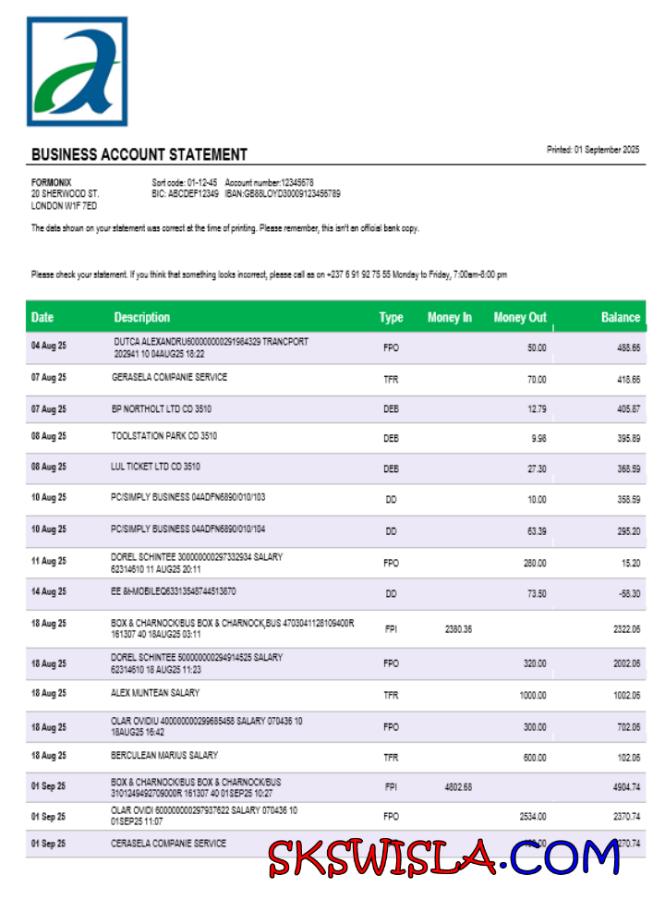 BUSINESS ACCOUNT STATEMENT
Printed: 01 September 2025
FORMONIX
Sort code: 01-12-45 Account number:12345678
20 SHERWOOD ST.
BIC: ABCDEF12349 IBAN:GB88LOYD30009123456789
LONDON W1F 7ED
The data shown on your statement was correct at the time of printing. Please remember, this isn't an official bank copy.
Please check your statement. If you think that something looks incorrect, please call as on +237 6 91 92 75 55 Monday to Friday, 7:00am-8:00 pm
Date Description Type Money In Money Out Balance
04 Aug 25 DUTCA ALEXANDRU600000000291984329 TRANCPORT
202941 10 04AUG25 18:22 FPO 50.00 488.66
07 Aug 25 GERASELA COMPANIE SERVICE TFR 70.00 418.66
07 Aug 25 BP NORTHOLT LTD CD 3510 DEB 12.79 405.87
08 Aug 25 TOOLSTATION PARK CD 3510 DEB 9.98 395.89
08 Aug 25 LUL TICKET LTD CD 3510 DEB 27.30 368.59
10 Aug 25 PC/SIMPLY BUSINESS 04ADFN6890/010/103 DD 10.00 358.59
10 Aug 25 PC/SIMPLY BUSINESS 04ADFN6890/010/104 DD 63.39 295.20
11 Aug 25 DOREL SCHINTEE 300000000297332934 SALARY
62314610 11 AUG25 20:11 FPO 280.00 15.20
14 Aug 25 EE DD 73.50 -58.30
18 Aug 25 BOX & CHARNOCK/BUS BOX & CHARNOCK,BUS 4703041128109400R
161307 40 18AUG25 03:11 FPI 2380.36 2322.06
18 Aug 25 DOREL SCHINTEE 500000000294914525 SALARY
62314610 18 AUG25 11:23 FPO 320.00 2002.06
18 Aug 25 ALEX MUNTEAN SALARY TFR 1000.00 1002.06
18 Aug 25 OLAR OVIDIU 400000000299685458 SALARY 070436 10
18AUG25 16:42 FPO 300.00 702.06
18 Aug 25 BERCULEAN MARIUS SALARY TFR 600.00 102.06
01 Sep 25 BOX & CHARNOCK/BUS BOX & CHARNOCK/BUS
3101249492709000R 161307 40 01SEP25 10:27 FPI 4802.68 4904.74
01 Sep 25 OLAR OVIDI 600000000297937622 SALARY 070436 10
01SEP25 11:07 FPO 2534.00 2370.74
01 Sep 25 CERASELA COMPANIE SERVICE
SKSWISLA.COM